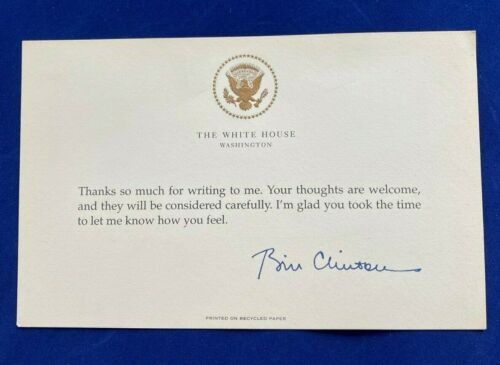 THE WHITE HOUSE
WASHINGTON
Thanks so much for writing to me. Your thoughts are welcome,
and they will be considered carefully. I'm glad you took the time
to let me know how you feel.
Bill Clinton
PRINTED ON RECYCLED PAPER